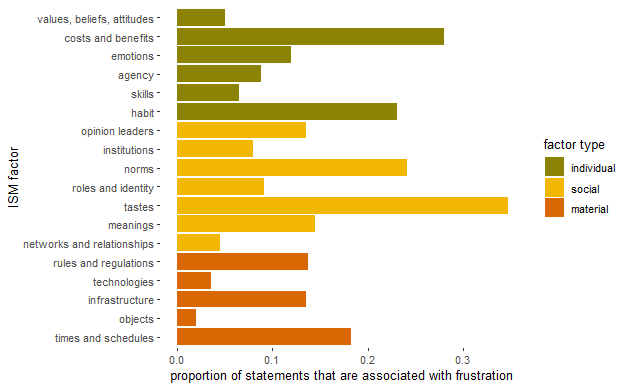 values, beliefs, attitudes
costs and benefits
emotions
agency
skills
habit
opinion leaders
institutions
norms
roles and identity
tastes
meanings
networks and relationships
rules and regulations
technologies
infrastructure
objects
times and schedules
ISM factor
0.0 0.1 0.2 0.3
proportion of statements that are associated with frustration
factor type
individual
social
material